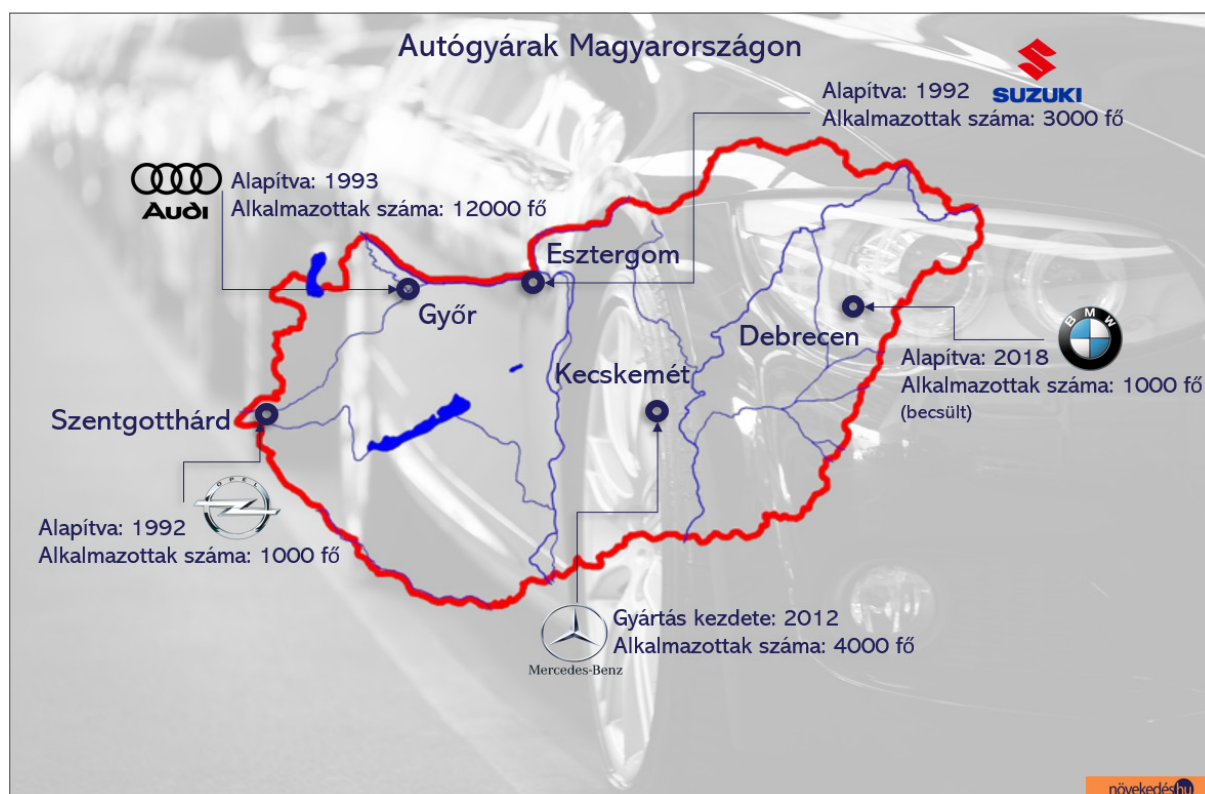 Autógyárak Magyarországon
SUZUKI
Alapítva: 1992
Alkalmazottak száma: 3000 fő
Audi
Alapítva: 1993
Alkalmazottak száma: 12000 fő
Esztergom
Győr
Debrecen
BMW
Alapítva: 2018
Alkalmazottak száma: 1000 fő
(becsült)
Kecskemét
Szentgotthárd
OPEL
Alapítva: 1992
Alkalmazottak száma: 1000 fő
Mercedes-Benz
Gyártás kezdete: 2012
Alkalmazottak száma: 4000 fő
növekedés.hu